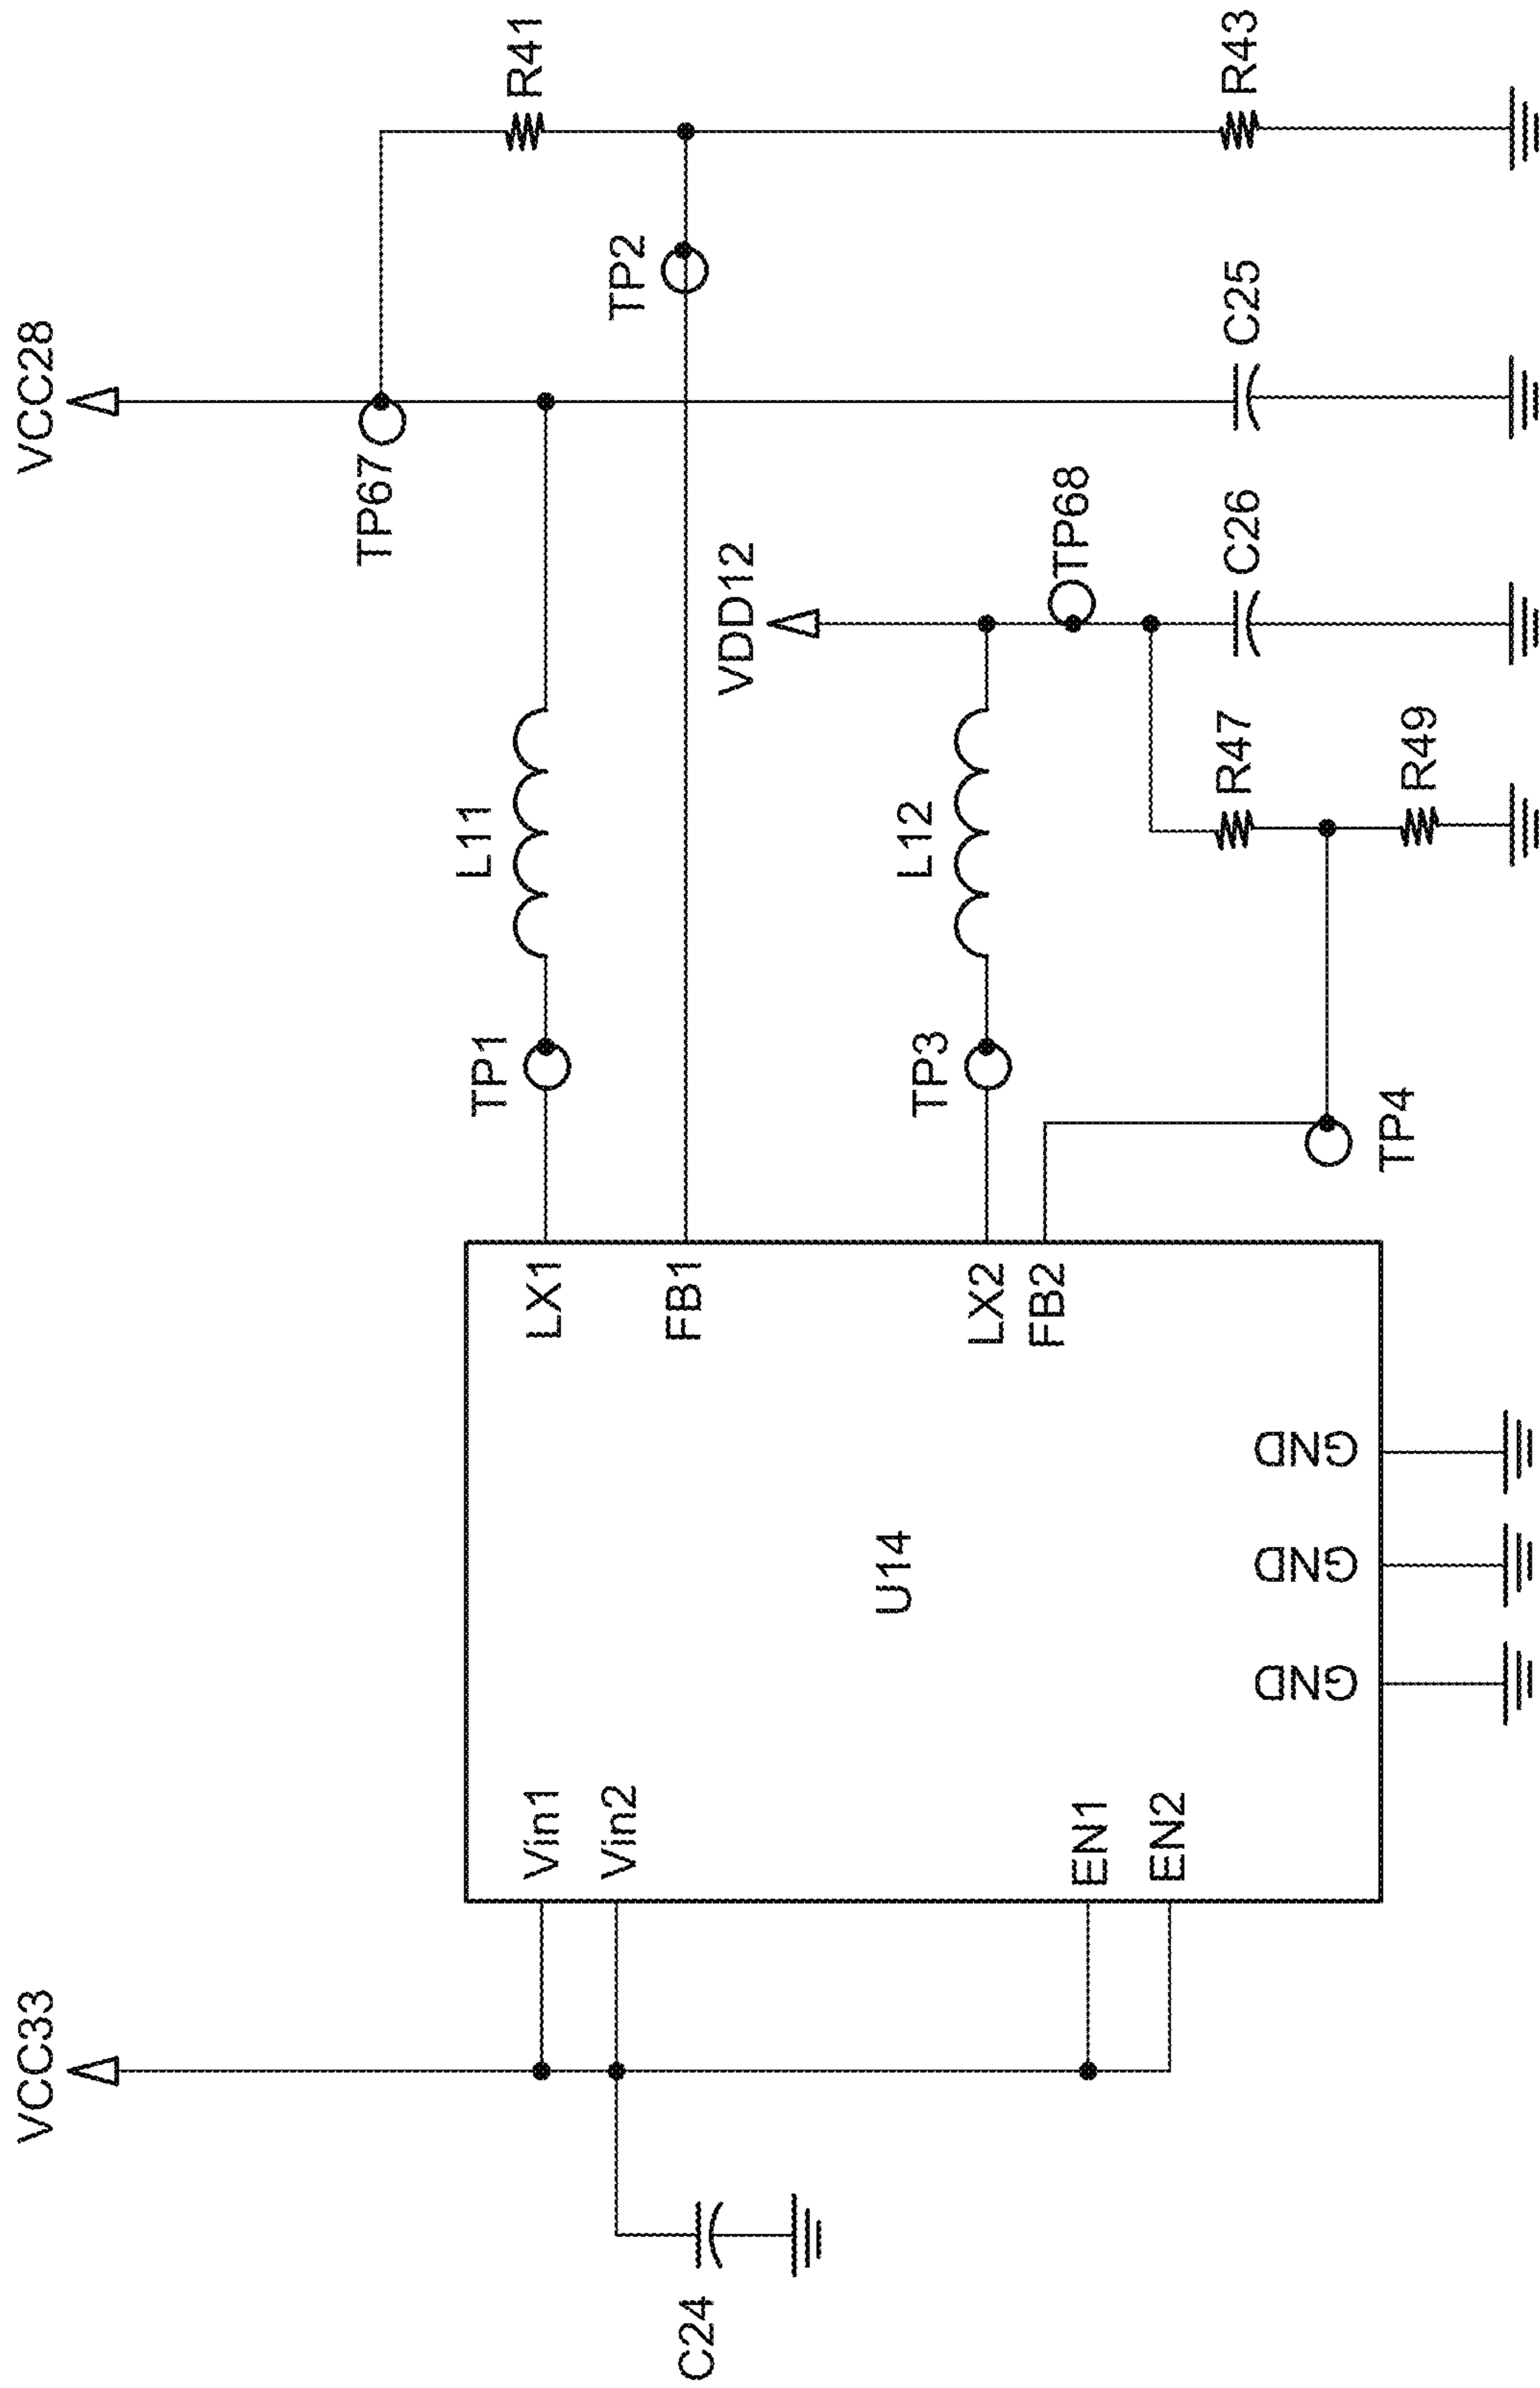 VCC33
VCC28
TP67
R41
L11
TP1
TP2
Vin1
Vin2
LX1
FB1
C24
VDD12
U14
L12
TP3
TP68
EN1
EN2
LX2
FB2
GND
GND
GND
R47
C26
C25
R43
TP4
R49